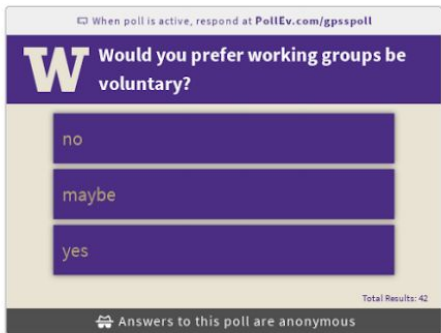 When poll is active, respond at PollEv.com/gpsspoll
W
Would you prefer working groups be
voluntary?
no
maybe
yes
Total Results: 42
Answers to this poll are anonymous